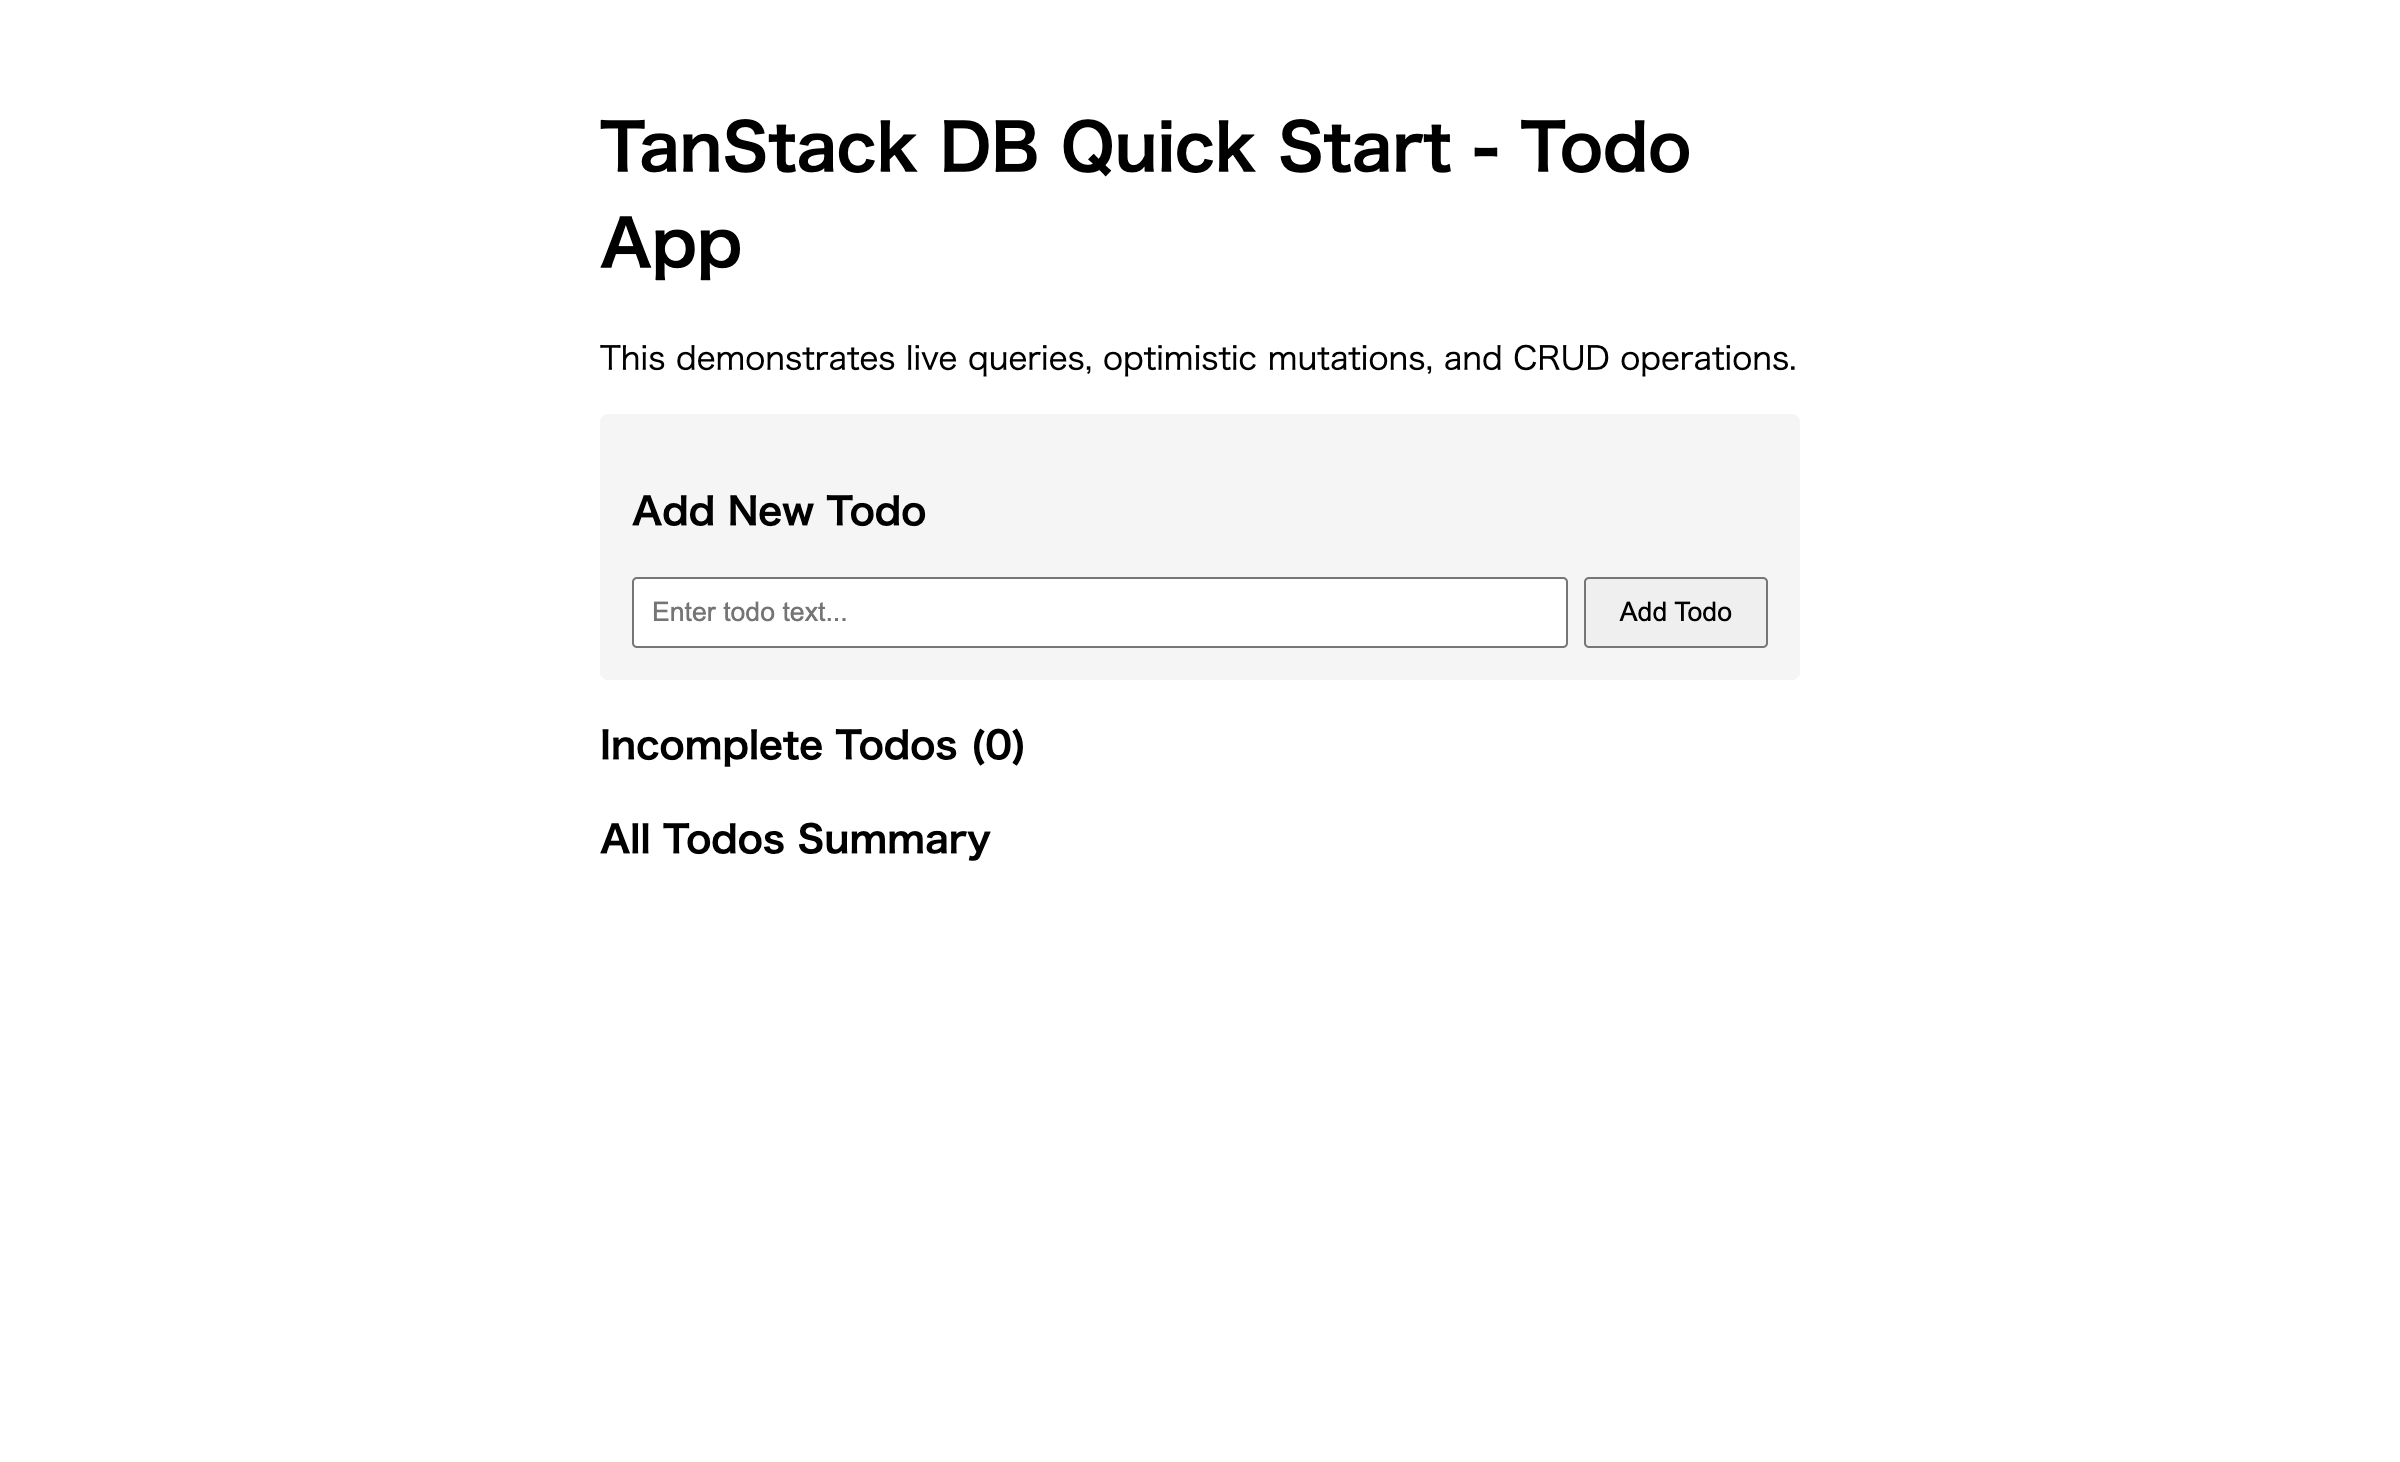 TanStack DB Quick Start - Todo
App
This demonstrates live queries, optimistic mutations, and CRUD operations.
Add New Todo
Enter todo text...
Add Todo
Incomplete Todos (0)
All Todos Summary